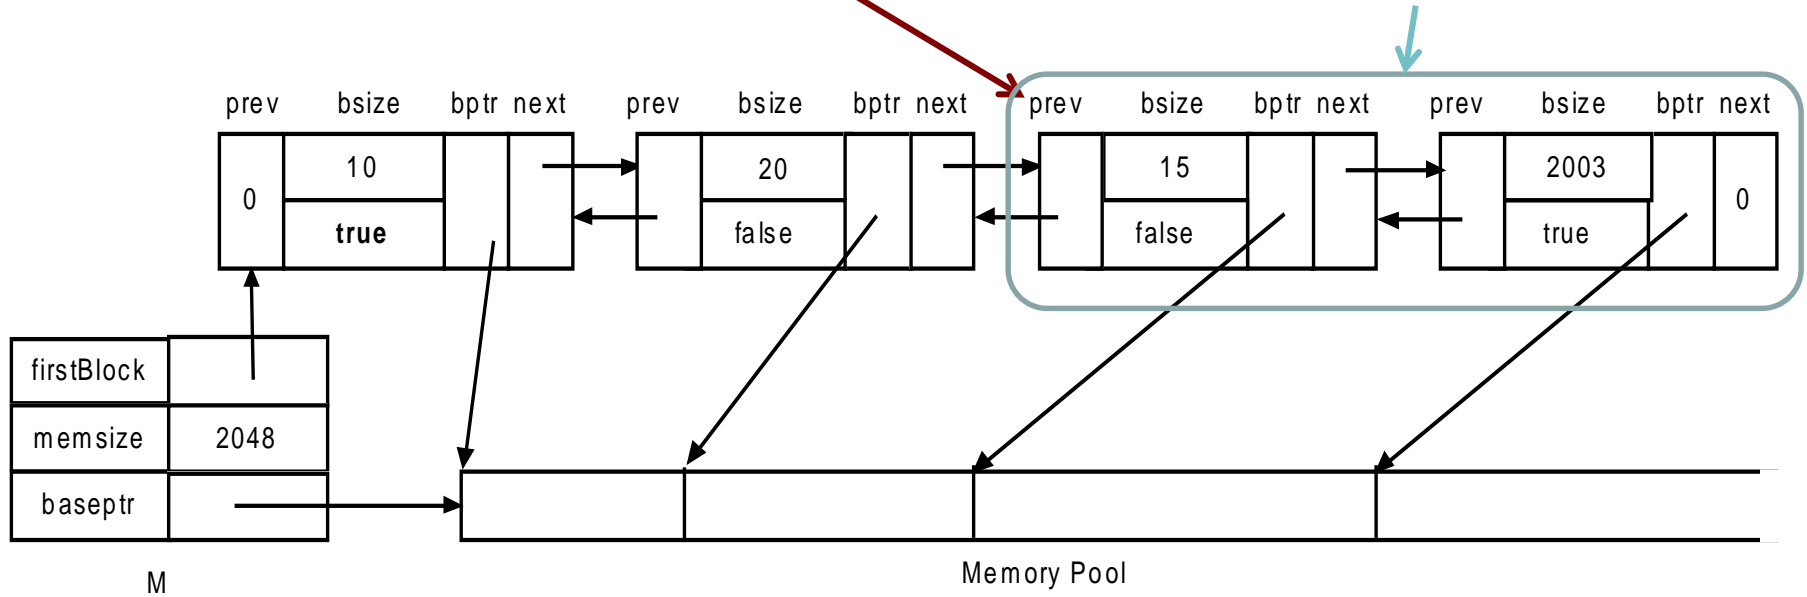 prev bsize bptr next prev bsize bptr next prev bsize bptr next prev bsize bptr next
10 20 15 2003
0 0
true false false true
firstBlock
memsize 2048
baseptr
Memory Pool
M